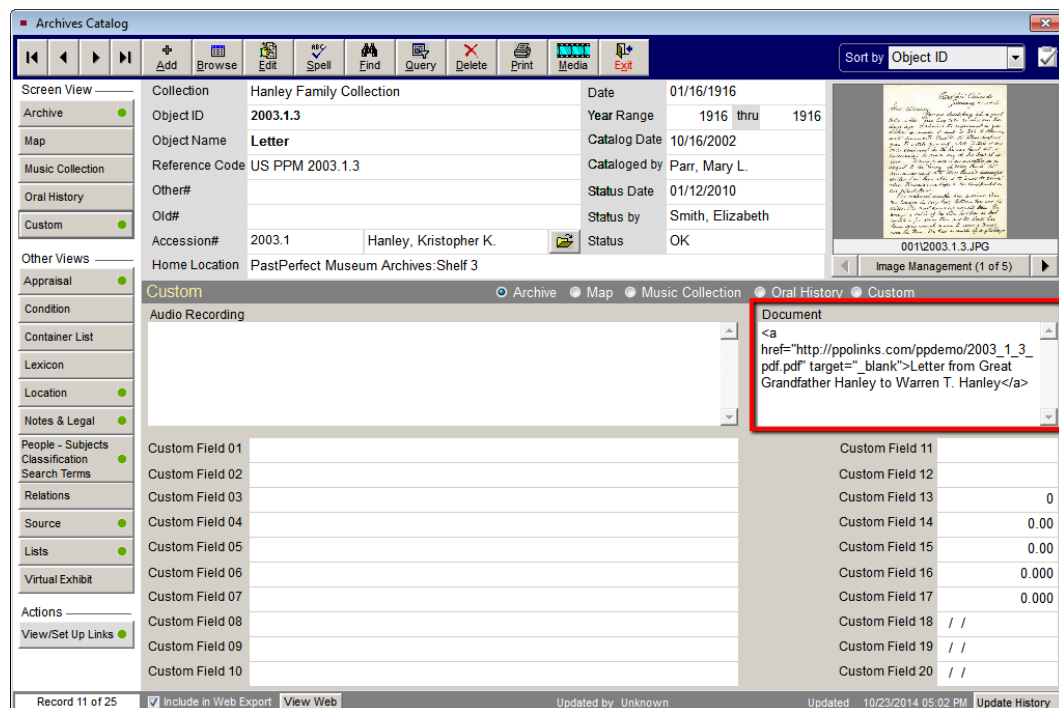 Archives Catalog
Add Browse Edit Spell Find Query Delete Print Media Exit Sort by Object ID
Screen View
Archive
Map
Music Collection
Oral History
Custom
Other Views
Appraisal
Condition
Container List
Lexicon
Location
Notes & Legal
People - Subjects
Classification
Search Terms
Relations
Source
Lists
Virtual Exhibit
Actions
View/Set Up Links
Collection Hanley Family Collection Date 01/16/1916
Object ID 2003.1.3 Year Range 1916 thru 1916
Object Name Letter Catalog Date 10/16/2002
Reference Code US PPM 2003.1.3 Cataloged by Parr, Mary L.
Other# Status Date 01/12/2010
Old# Status by Smith, Elizabeth
Accession# 2003.1 Hanley, Kristopher K. Status OK
Home Location PastPerfect Museum Archives:Shelf 3
001\2003.1.3.JPG
Image Management (1 of 5)
Custom Archive Map Music Collection Oral History Custom
Audio Recording
Document
<a
href="http://ppolinks.com/ppdemo/2003_1_3_
pdf.pdf" target="_blank">Letter from Great
Grandfather Hanley to Warren T. Hanley</a>
Custom Field 01 Custom Field 11
Custom Field 02 Custom Field 12
Custom Field 03 Custom Field 13 0
Custom Field 04 Custom Field 14 0.00
Custom Field 05 Custom Field 15 0.00
Custom Field 06 Custom Field 16 0.000
Custom Field 07 Custom Field 17 0.000
Custom Field 08 Custom Field 18 / /
Custom Field 09 Custom Field 19 / /
Custom Field 10 Custom Field 20 / /
Record 11 of 25 Include in Web Export View Web Updated by Unknown Updated 10/23/2014 05:02 PM Update History